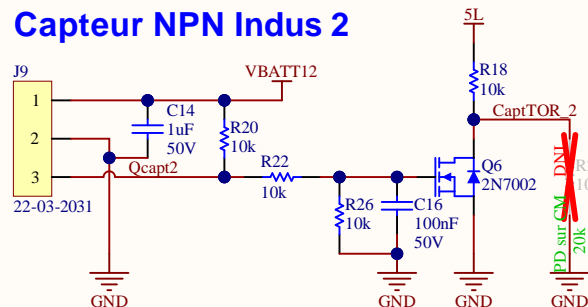 Capteur NPN Indus 2
J9
1
2
3
22-03-2031
C14
1uF
50V
VBATT12
R20
10k
Qcapt2
R22
10k
R26
10k
C16
100nF
50V
GND
GND
5L
R18
10k
CaptTOR_2
Q6
2N7002
GND
DNI
PD sur CM
20k
GND